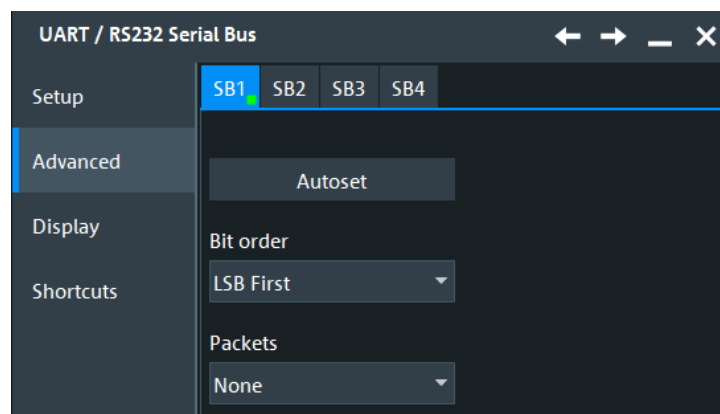 UART / RS232 Serial Bus
Setup
Advanced
Display
Shortcuts
SB1 SB2 SB3 SB4
Autoset
Bit order
LSB First
Packets
None